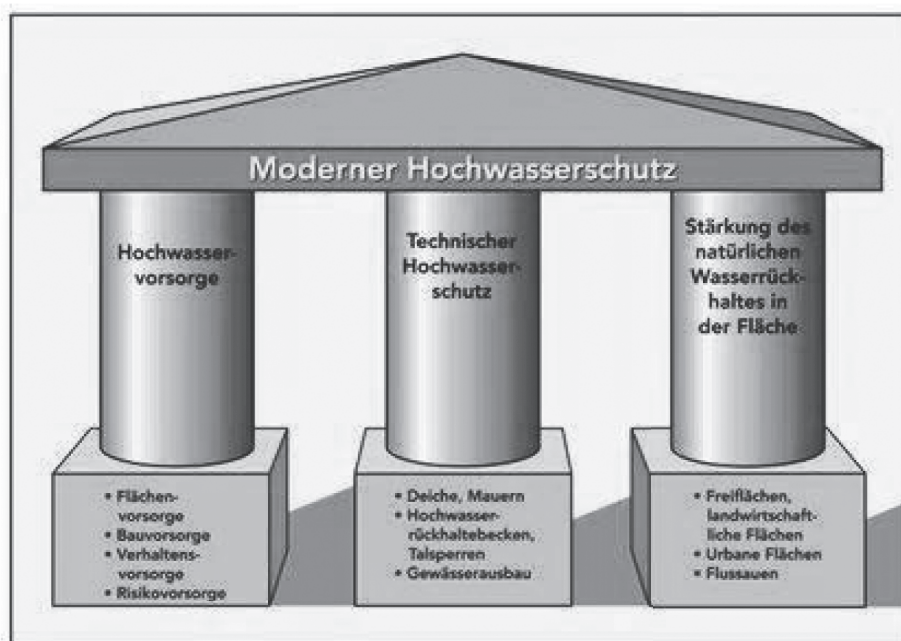 Moderner Hochwasserschutz
Hochwasser-
vorsorge
Technischer
Hochwasser-
schutz
Stärkung des
natürlichen
Wasserrück-
haltes in
der Fläche
• Flächen-
vorsorge
• Bauvorsorge
• Verhaltens-
vorsorge
• Risikovorsorge
• Deiche, Mauern
• Hochwasser-
rückhaltebecken,
Talsperren
• Gewässerausbau
• Freiflächen,
landwirtschaft-
liche Flächen
• Urbane Flächen
• Flussauen